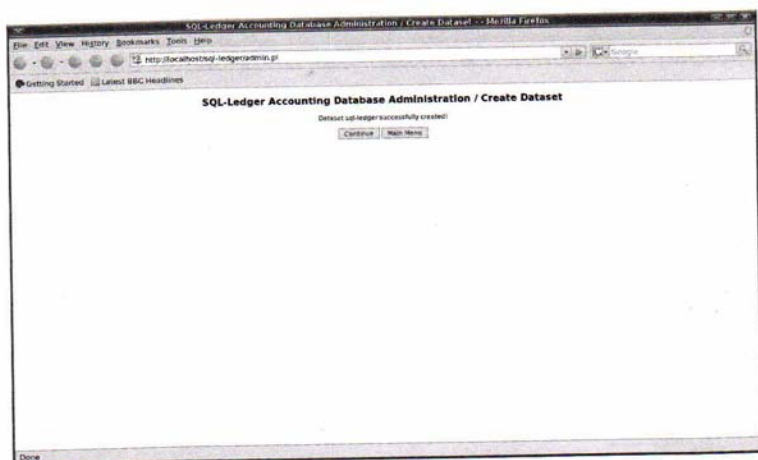 SQL-Ledger Accounting Database Administration / Create Dataset - - Mozilla Firefox
File Edit View History Bookmarks Tools Help
http://localhost/sql-ledger/admin.pl
Google
Getting Started Latest BBC Headlines
SQL-Ledger Accounting Database Administration / Create Dataset
Dataset sql-ledger successfully created!
Continue Main Menu
Done